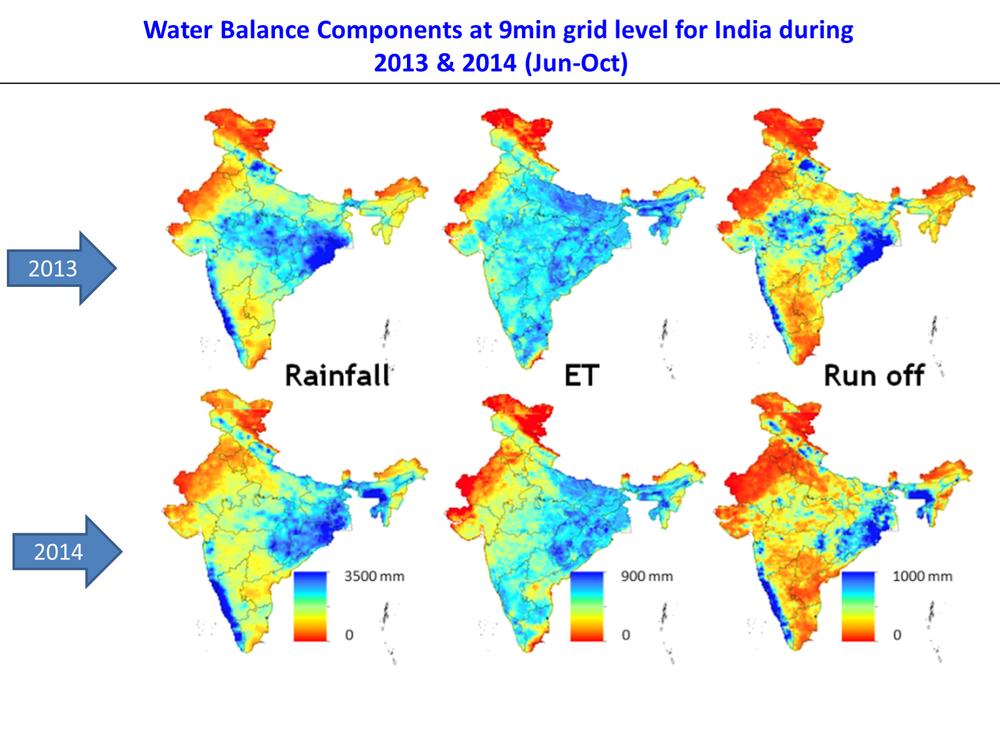 Water Balance Components at 9min grid level for India during
2013 & 2014 (Jun-Oct)
2013
Rainfall
ET
Run off
2014
3500 mm
0
900 mm
0
1000 mm
0